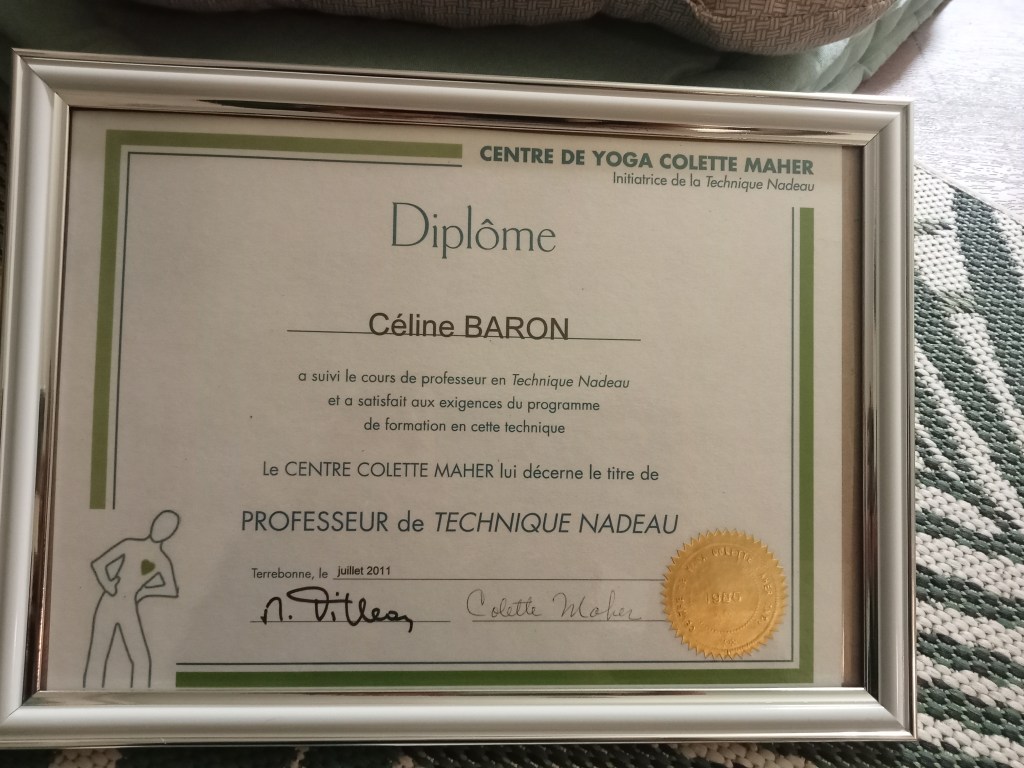 CENTRE DE YOGA COLETTE MAHER
Initiatrice de la Technique Nadeau
Diplôme
Céline BARON
a suivi le cours de professeur en Technique Nadeau
et a satisfait aux exigences du programme
de formation en cette technique
Le CENTRE COLETTE MAHER lui décerne le titre de
PROFESSEUR de TECHNIQUE NADEAU
Terrebonne, le juillet 2011
Colette Maher